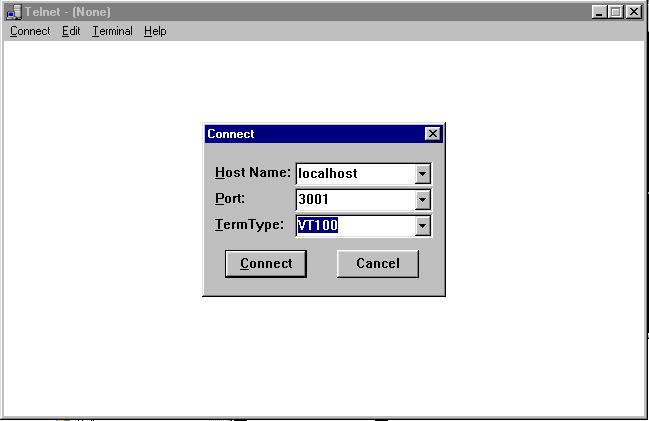 Telnet - (None)
Connect Edit Terminal Help
Connect
Host Name: localhost
Port: 3001
TermType: VT100
Connect Cancel